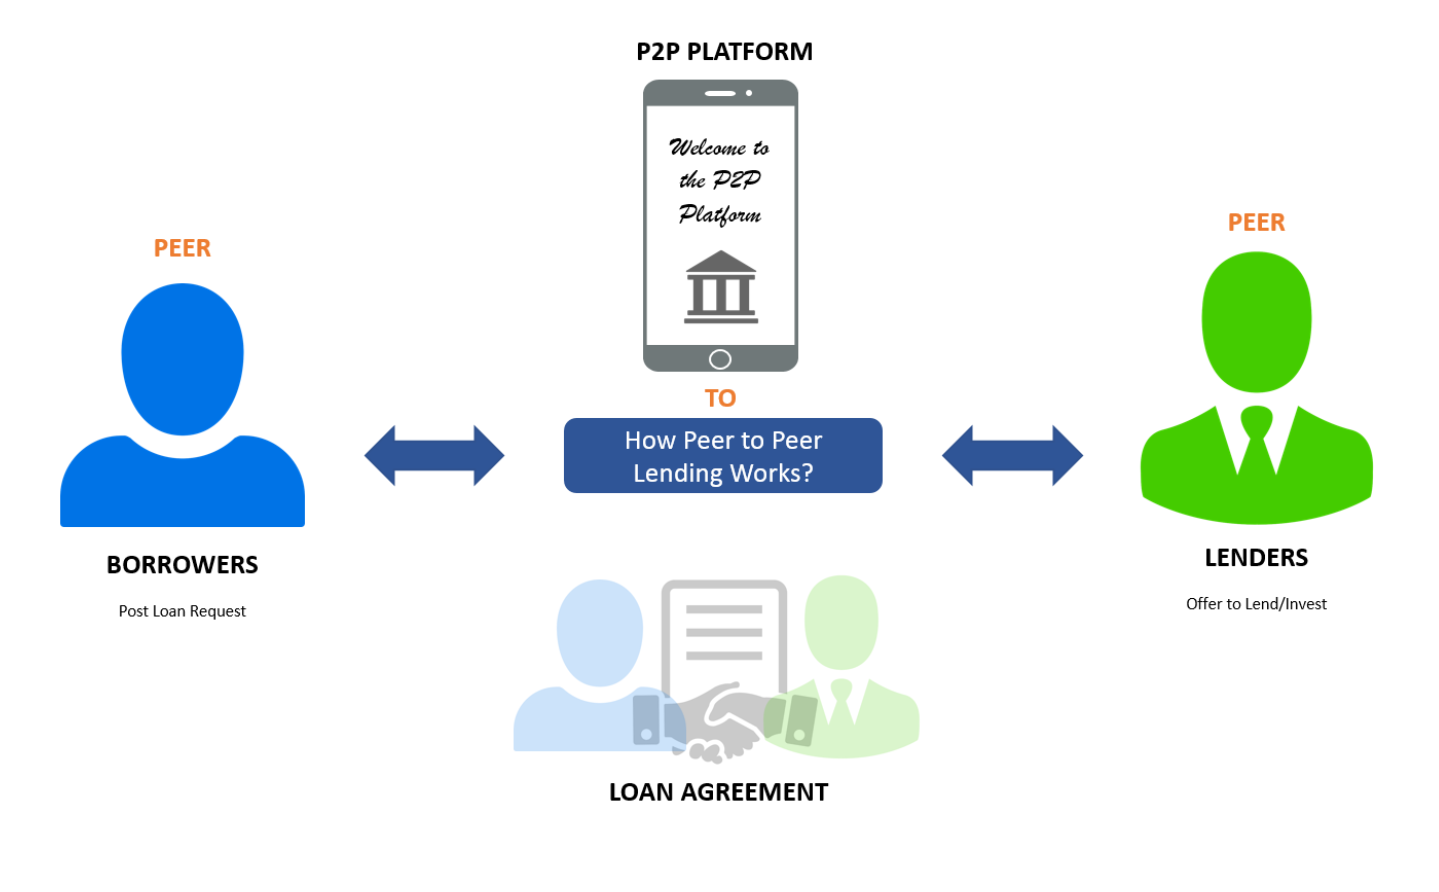 P2P PLATFORM
Welcome to
the P2P
Platform
PEER
TO
PEER
How Peer to Peer
Lending Works?
BORROWERS
Post Loan Request
LENDERS
Offer to Lend/Invest
LOAN AGREEMENT